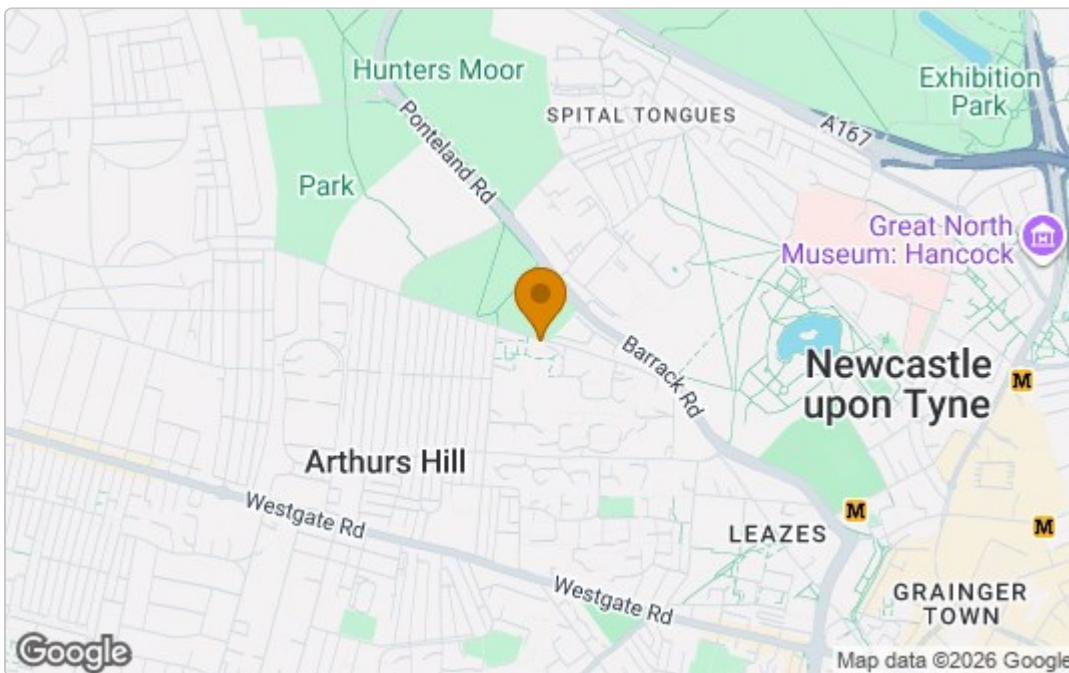 Hunters Moor
Exhibition
Park
SPITAL TONGUES
A167
Ponteland Rd
Park
Great North
Museum: Hancock
Barrack Rd
Newcastle
upon Tyne
M
Arthurs Hill
Westgate Rd
M
M
LEAZES
Westgate Rd
GRAINGER
TOWN
Google
Map data ©2026 Google